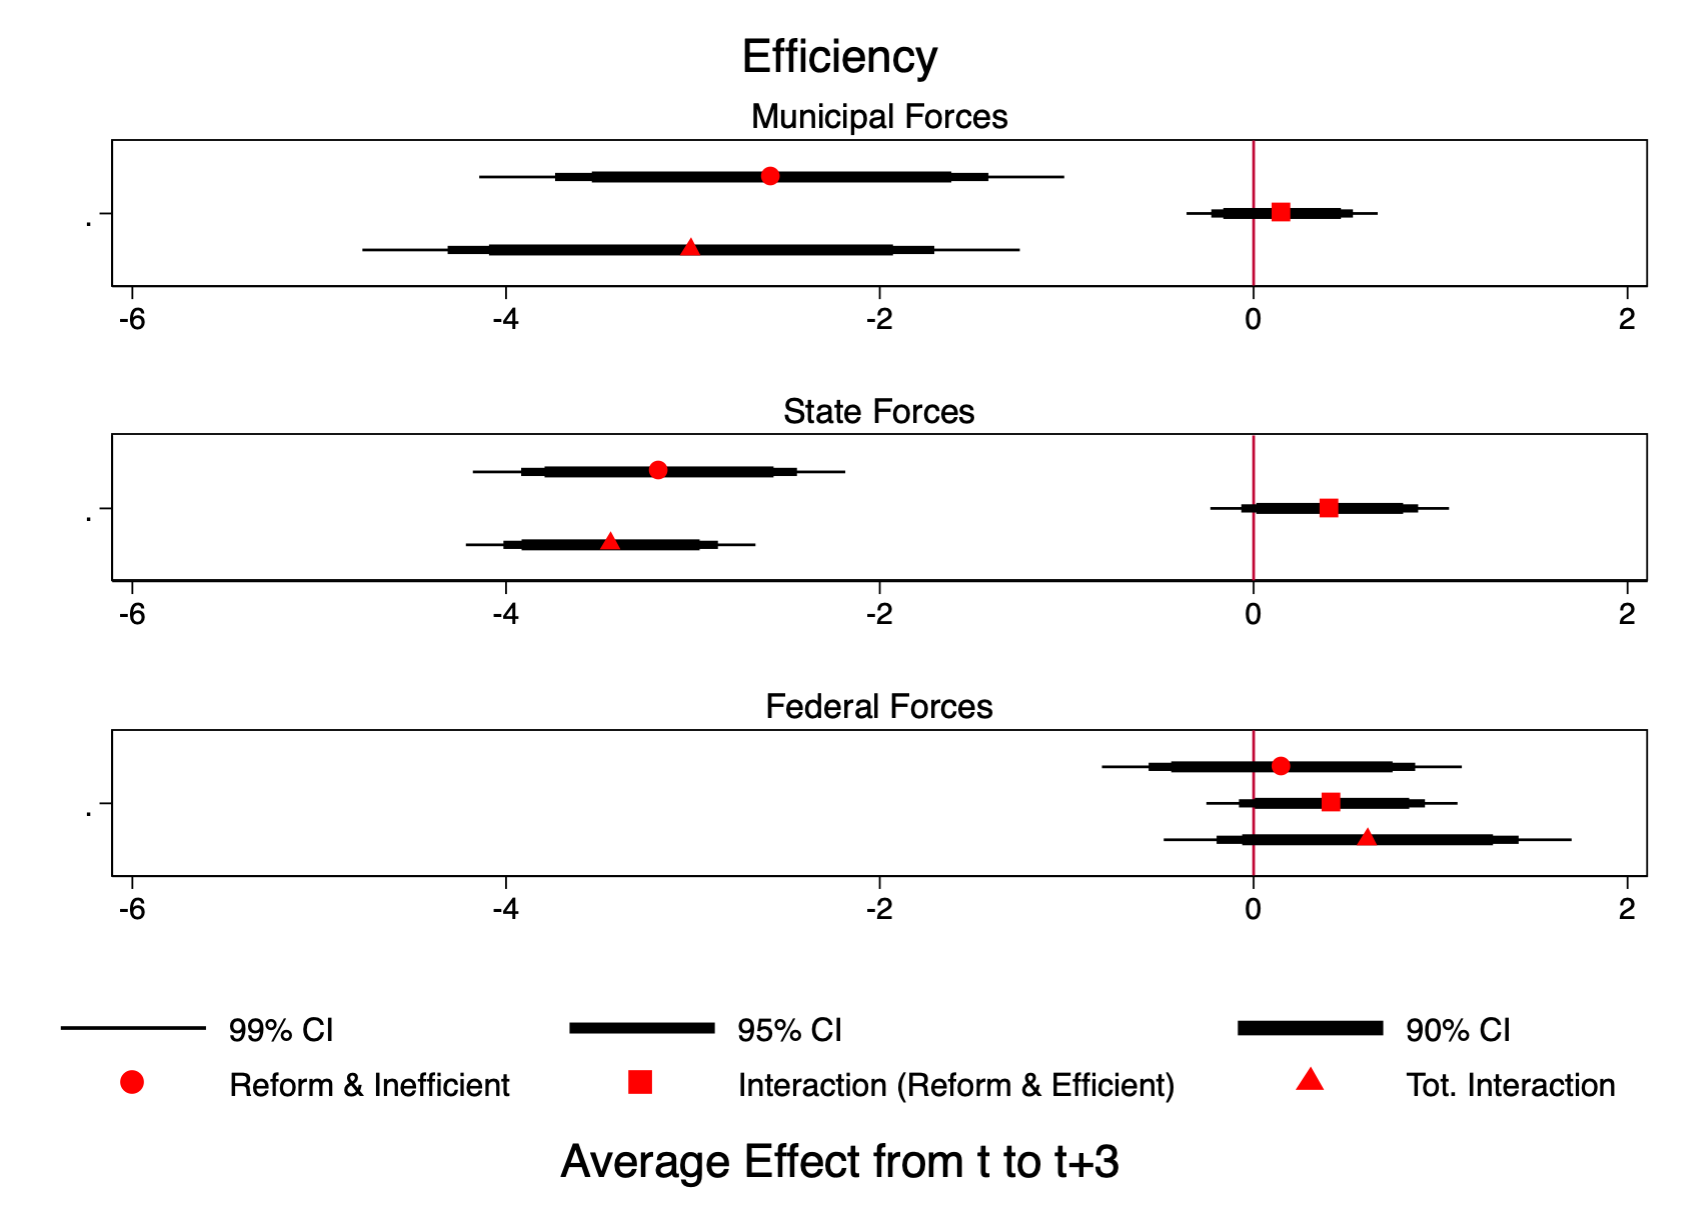 Efficiency
Municipal Forces
.
-6 -4 -2 0 2
State Forces
.
-6 -4 -2 0 2
Federal Forces
.
-6 -4 -2 0 2
99% CI 95% CI 90% CI
Reform & Inefficient Interaction (Reform & Efficient) Tot. Interaction
Average Effect from t to t+3